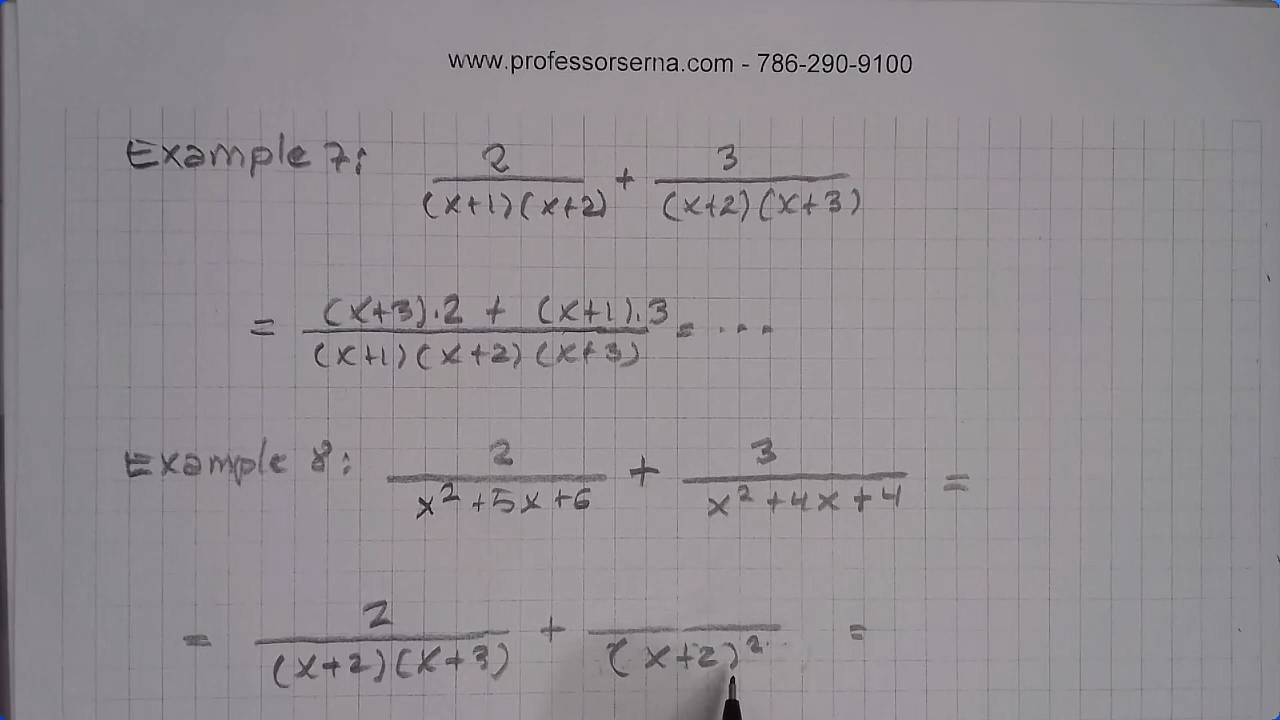 www.professorserna.com - 786-290-9100
Example 7: 2/((x+1)(x+2)) + 3/((x+2)(x+3))
= ((x+3).2 + (x+1).3)/((x+1)(x+2)(x+3)) = ...
Example 8: 2/(x²+5x+6) + 3/(x²+4x+4) =
= 2/((x+2)(x+3)) + /(x+2)² =